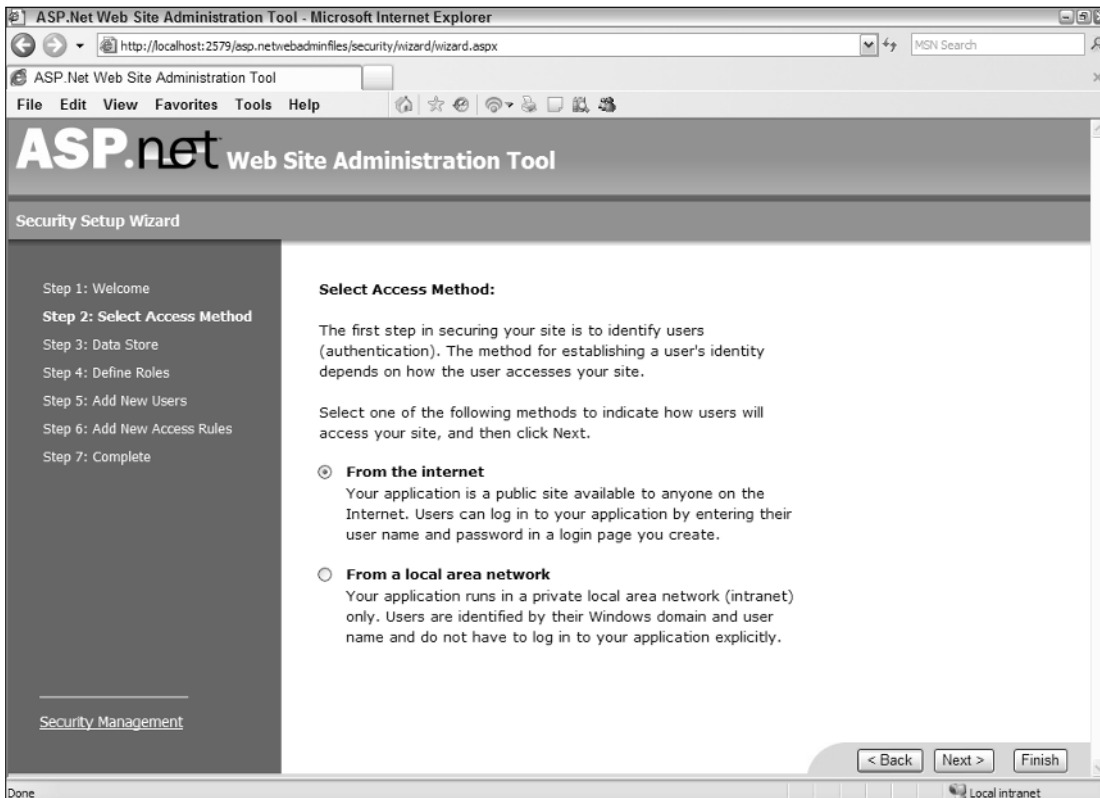 ASP.Net Web Site Administration Tool - Microsoft Internet Explorer
http://localhost:2579/asp.netwebadminfiles/security/wizard/wizard.aspx
MSN Search
ASP.Net Web Site Administration Tool
File Edit View Favorites Tools Help
ASP.net Web Site Administration Tool
Security Setup Wizard
Step 1: Welcome
Step 2: Select Access Method
Step 3: Data Store
Step 4: Define Roles
Step 5: Add New Users
Step 6: Add New Access Rules
Step 7: Complete
Security Management
Select Access Method:
The first step in securing your site is to identify users
(authentication). The method for establishing a user's identity
depends on how the user accesses your site.
Select one of the following methods to indicate how users will
access your site, and then click Next.
From the internet
Your application is a public site available to anyone on the
Internet. Users can log in to your application by entering their
user name and password in a login page you create.
From a local area network
Your application runs in a private local area network (intranet)
only. Users are identified by their Windows domain and user
name and do not have to log in to your application explicitly.
< Back Next > Finish
Done
Local intranet